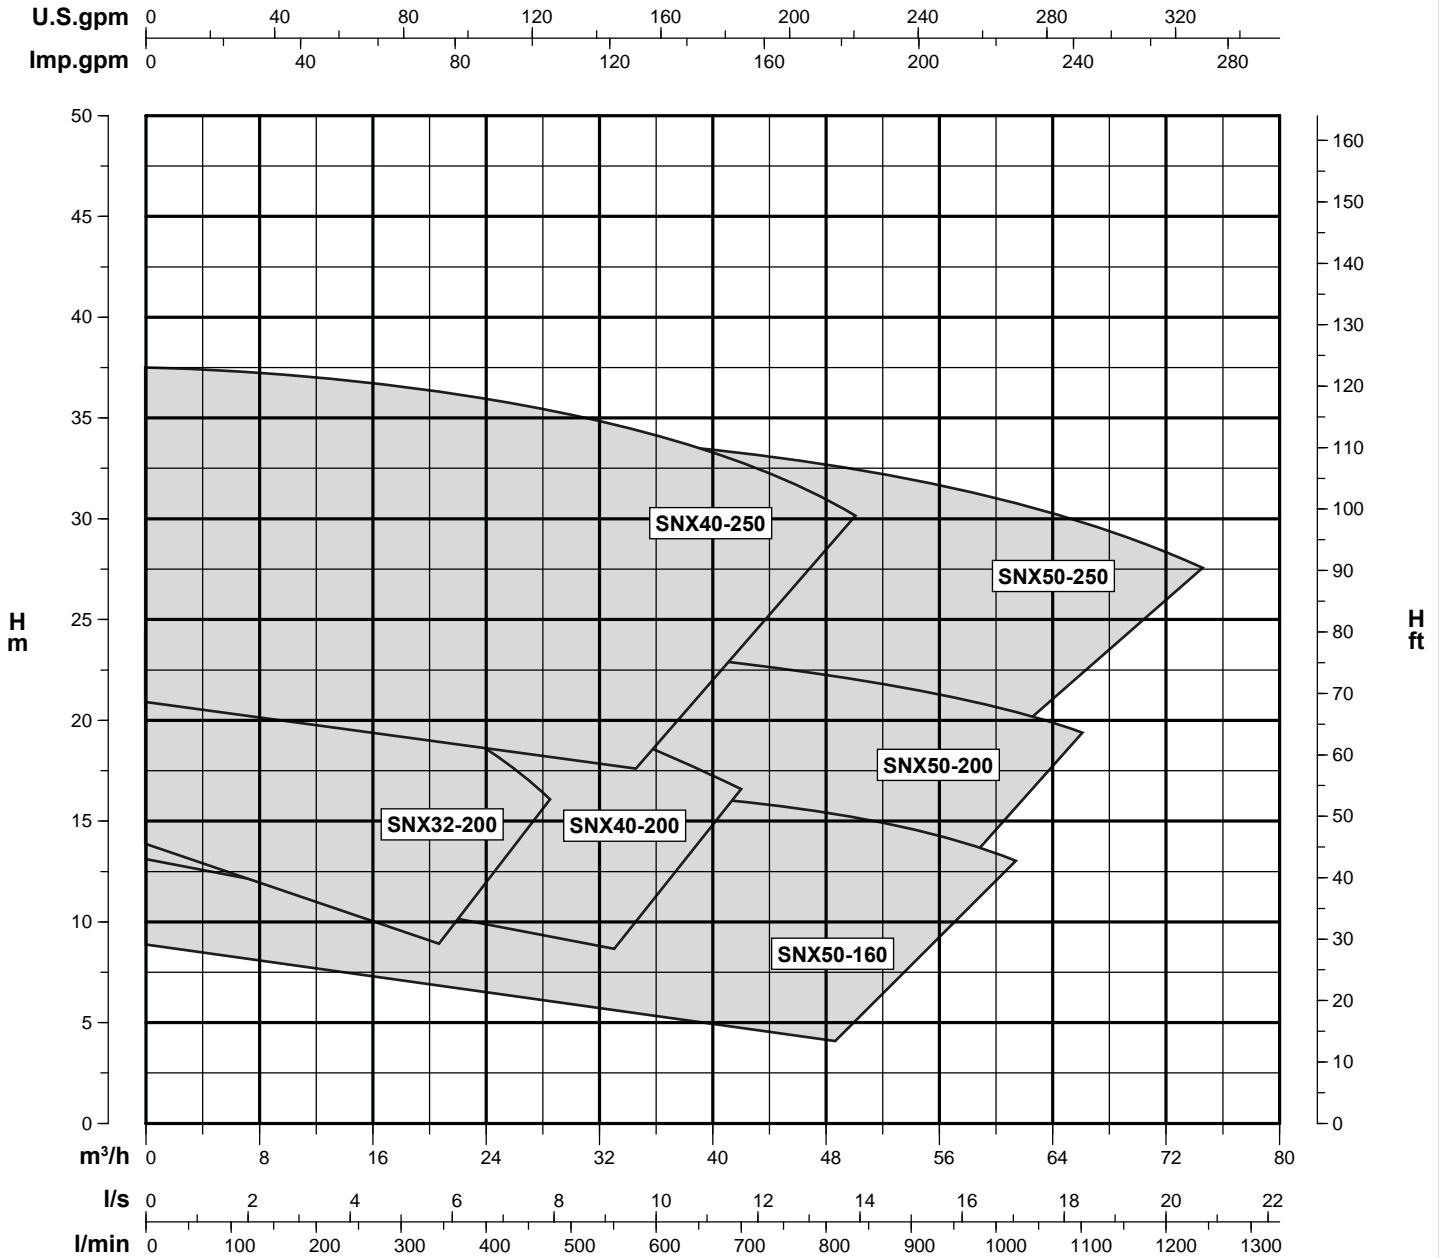 U.S.gpm 0 40 80 120 160 200 240 280 320
Imp.gpm 0 40 80 120 160 200 240 280
50
45
40
35
30
25
20
15
10
5
0
H
m
160
150
140
130
120
110
100
90
80
70
60
50
40
30
20
10
0
H
ft
SNX40-250
SNX50-250
SNX50-200
SNX32-200
SNX40-200
SNX50-160
m³/h 0 8 16 24 32 40 48 56 64 72 80
l/s 0 2 4 6 8 10 12 14 16 18 20 22
l/min 0 100 200 300 400 500 600 700 800 900 1000 1100 1200 1300